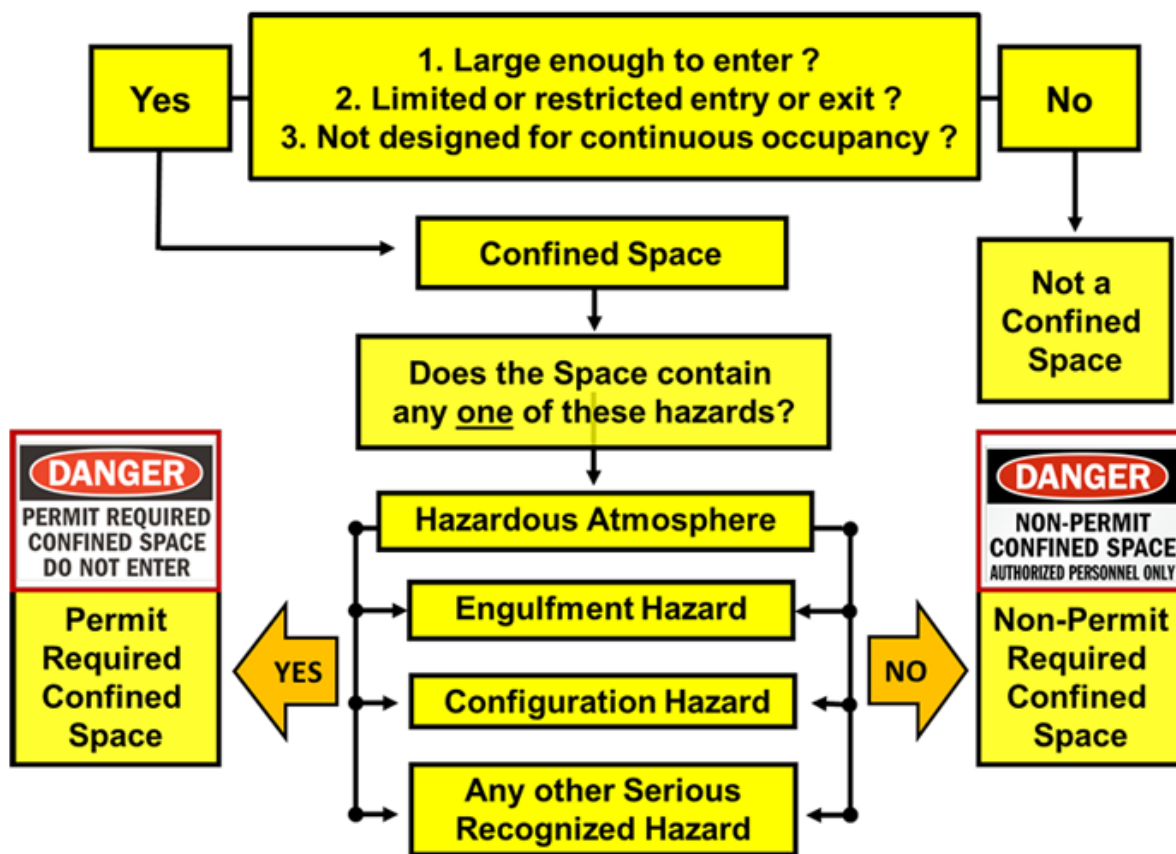 1. Large enough to enter ?
2. Limited or restricted entry or exit ?
3. Not designed for continuous occupancy ?
Yes
No
Confined Space
Not a
Confined
Space
Does the Space contain
any one of these hazards?
Hazardous Atmosphere
Engulfment Hazard
Configuration Hazard
Any other Serious
Recognized Hazard
YES
NO
DANGER
PERMIT REQUIRED
CONFINED SPACE
DO NOT ENTER
Permit
Required
Confined
Space
DANGER
NON-PERMIT
CONFINED SPACE
AUTHORIZED PERSONNEL ONLY
Non-Permit
Required
Confined
Space